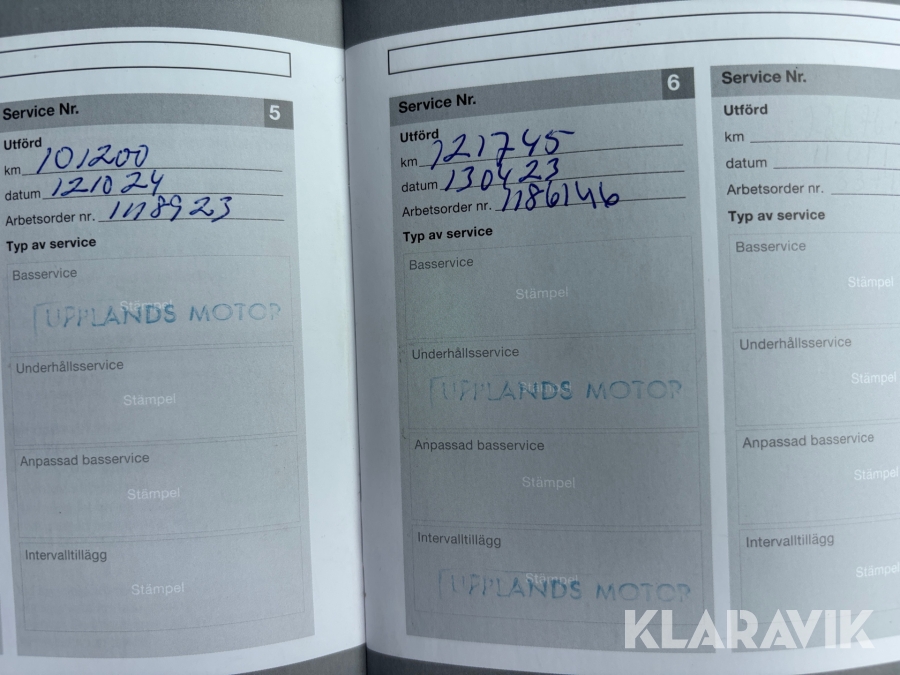 Service Nr. 5
Utförd
km 101200
datum 121024
Arbetsorder nr. 1178923
Typ av service
Basservice
Stämpel
UPPLANDS MOTOR
Underhållsservice
Stämpel
Anpassad basservice
Stämpel
Intervalltillägg
Stämpel
Service Nr. 6
Utförd
km 121745
datum 130423
Arbetsorder nr. 1186146
Typ av service
Basservice
Stämpel
Underhållsservice
Stämpel
UPPLANDS MOTOR
Anpassad basservice
Stämpel
Intervalltillägg
Stämpel
UPPLANDS MOTOR
Service Nr.
Utförd
km
datum
Arbetsorder nr.
Typ av service
Basservice
Stämpel
Underhållsservice
Stämpel
Anpassad basservice
Stämpel
Intervalltillägg
Stämpel
KLARAVIK